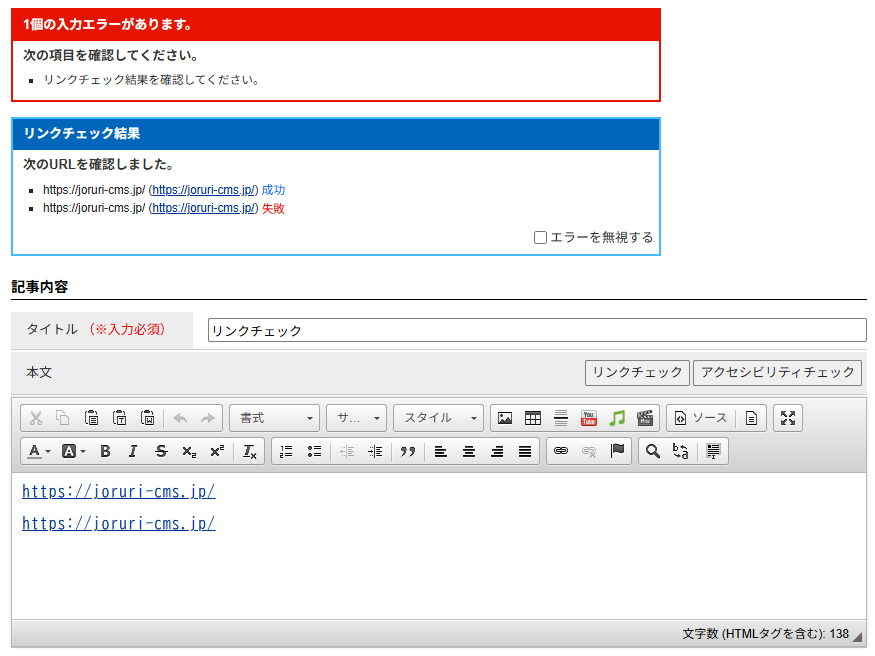 1個の入力エラーがあります。
次の項目を確認してください。
リンクチェック結果を確認してください。
リンクチェック結果
次のURLを確認しました。
https://joruri-cms.jp/ (https://joruri-cms.jp/) 成功
https://joruri-cms.jp/ (https://joruri-cms.jp/) 失敗
エラーを無視する
記事内容
タイトル （※入力必須） リンクチェック
本文 リンクチェック アクセシビリティチェック
書式 サ... スタイル You Tube ソース
https://joruri-cms.jp/
https://joruri-cms.jp/
文字数 (HTMLタグを含む): 138